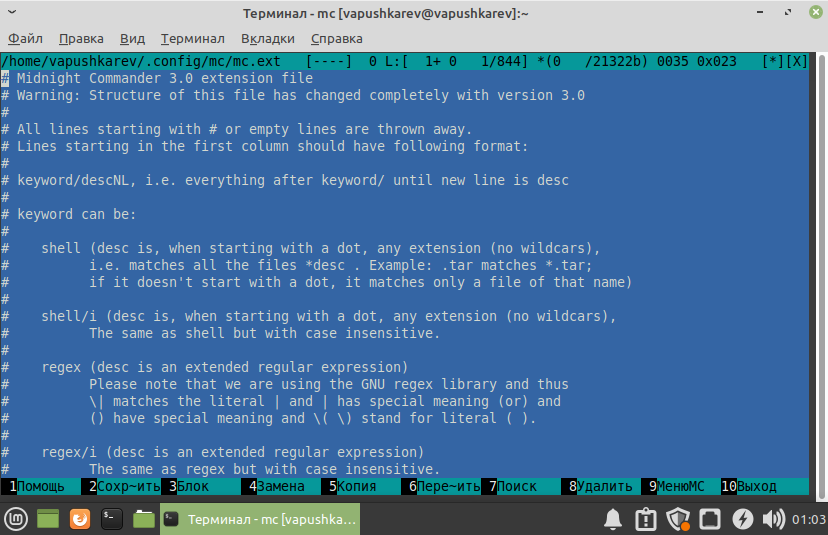 Терминал - mc [vapushkarev@vapushkarev]:~
Файл Правка Вид Терминал Вкладки Справка
/home/vapushkarev/.config/mc/mc.ext [----] 0 L:[ 1+ 0 1/844] *(0 /21322b) 0035 0x023 [*][X]
# Midnight Commander 3.0 extension file
# Warning: Structure of this file has changed completely with version 3.0
#
# All lines starting with # or empty lines are thrown away.
# Lines starting in the first column should have following format:
#
# keyword/descNL, i.e. everything after keyword/ until new line is desc
#
# keyword can be:
#
# shell (desc is, when starting with a dot, any extension (no wildcars),
# i.e. matches all the files *desc . Example: .tar matches *.tar;
# if it doesn't start with a dot, it matches only a file of that name)
#
# shell/i (desc is, when starting with a dot, any extension (no wildcars),
# The same as shell but with case insensitive.
#
# regex (desc is an extended regular expression)
# Please note that we are using the GNU regex library and thus
# \| matches the literal | and | has special meaning (or) and
# () have special meaning and \( \) stand for literal ( ).
#
# regex/i (desc is an extended regular expression)
# The same as regex but with case insensitive.
1Помощь 2Сохр~ить 3Блок 4Замена 5Копия 6Пере~ить 7Поиск 8Удалить 9МенюMC 10Выход
Терминал - mc [vapushka... 01:03